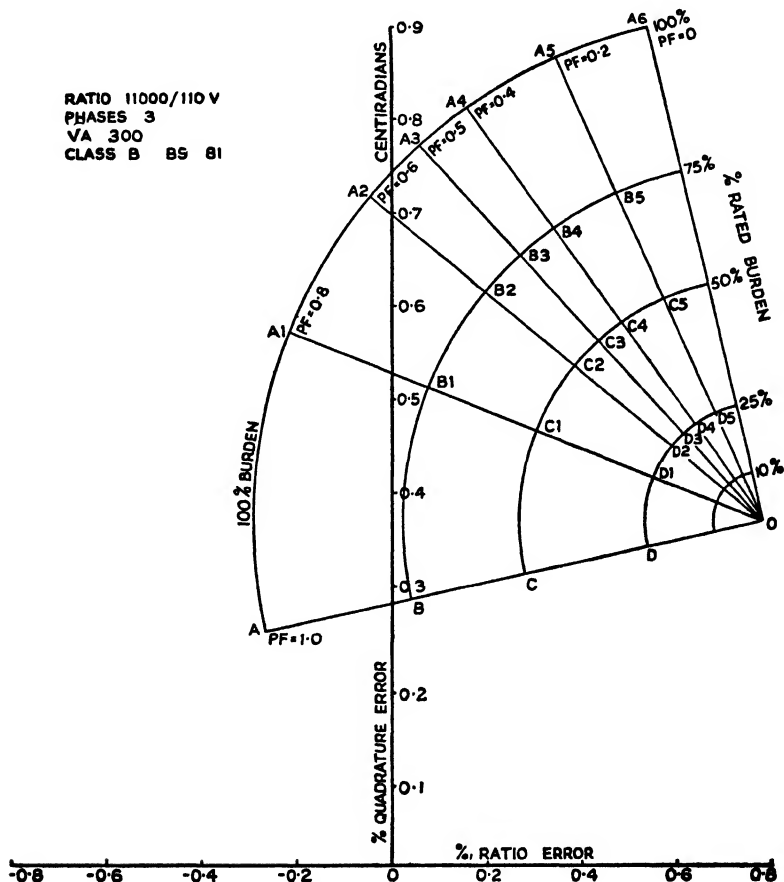 RATIO 11000/110 V
PHASES 3
VA 300
CLASS B BS 81
0.9
0.8
0.7
0.6
0.5
0.4
0.3
0.2
0.1
CENTIRADIANS
% QUADRATURE ERROR
-0.8
-0.6
-0.4
-0.2
0
0.2
0.4
0.6
0.8
%, RATIO ERROR
A6
100%
PF=0
A5
PF=0.2
A4
PF=0.4
A3
PF=0.5
A2
PF=0.6
A1
PF=0.8
A
PF=1.0
100% BURDEN
75%
50%
25%
10%
% RATED BURDEN
B5
B4
B3
B2
B1
B
C5
C4
C3
C2
C1
C
D5
D4
D3
D2
D1
D
O